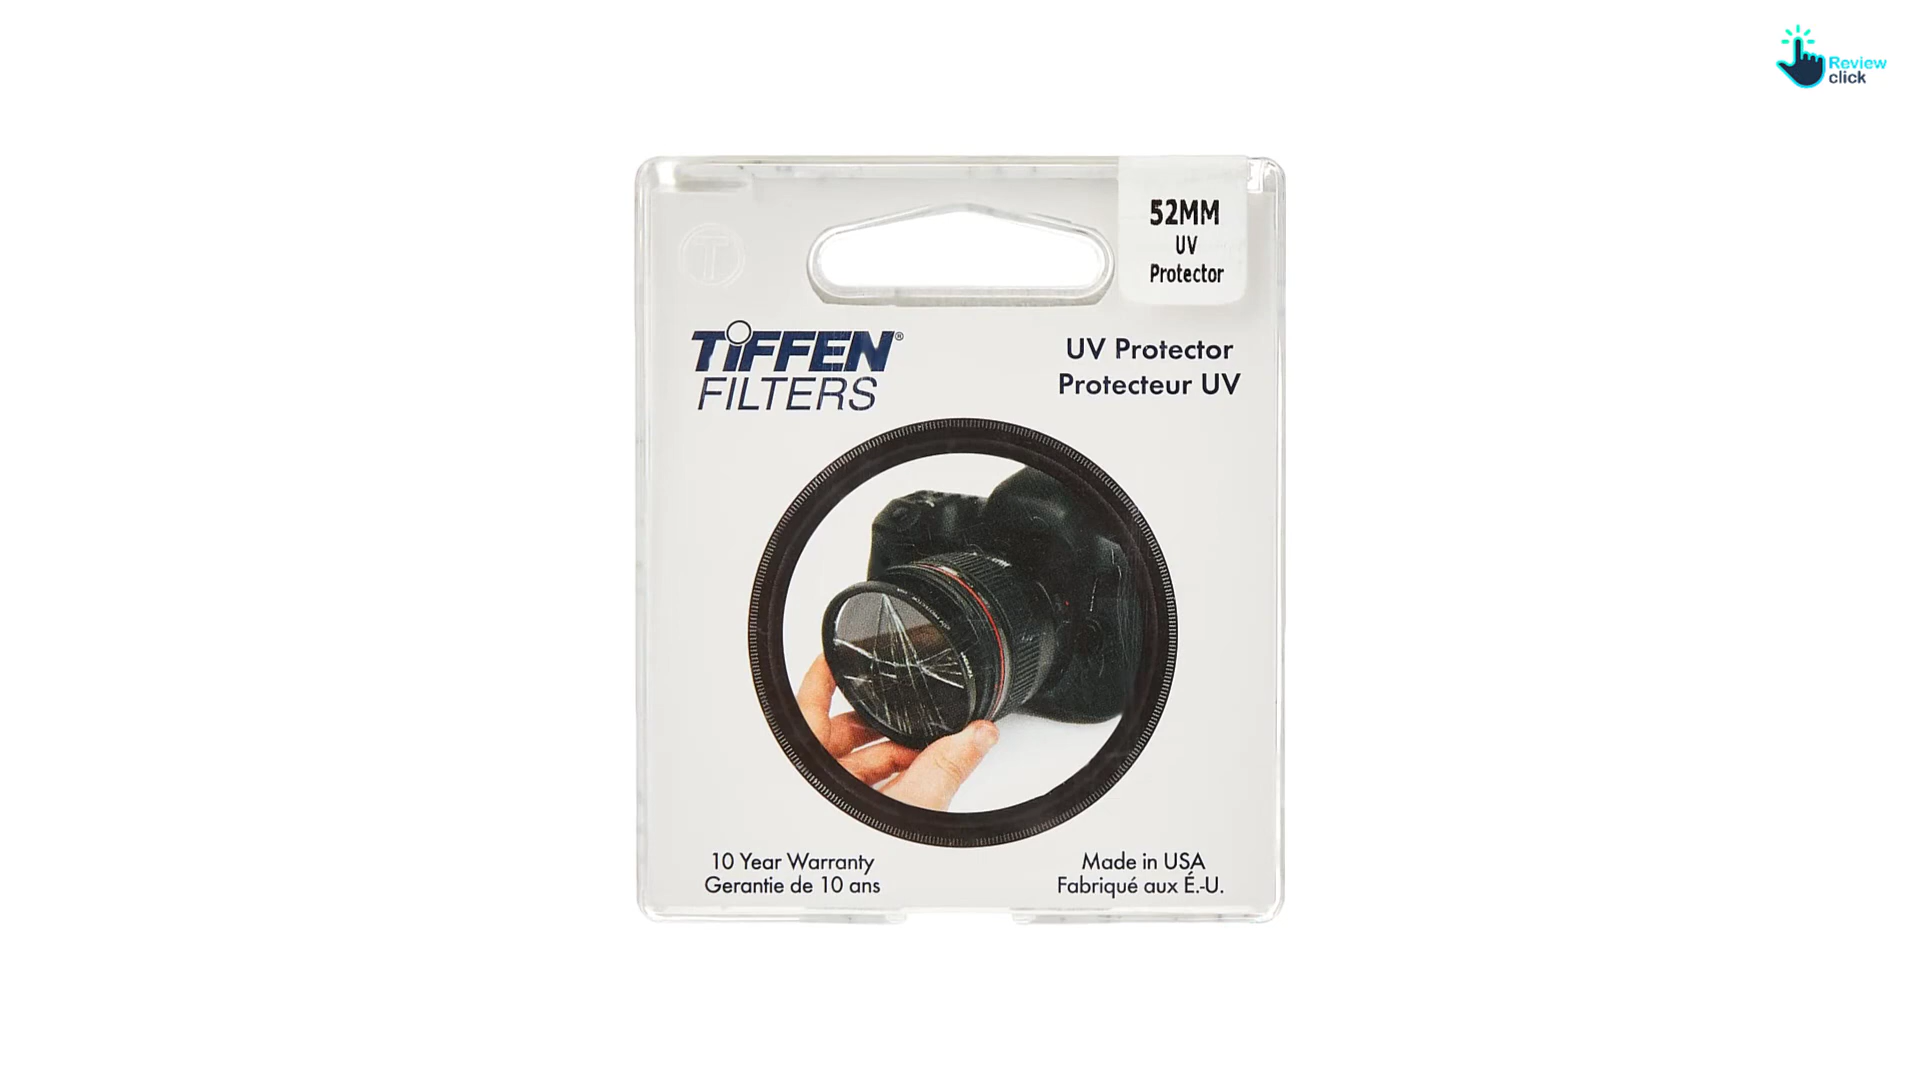 Review
click
52MM
UV
Protector
TIFFEN®
FILTERS
UV Protector
Protecteur UV
10 Year Warranty
Gerantie de 10 ans
Made in USA
Fabriqué aux É.-U.